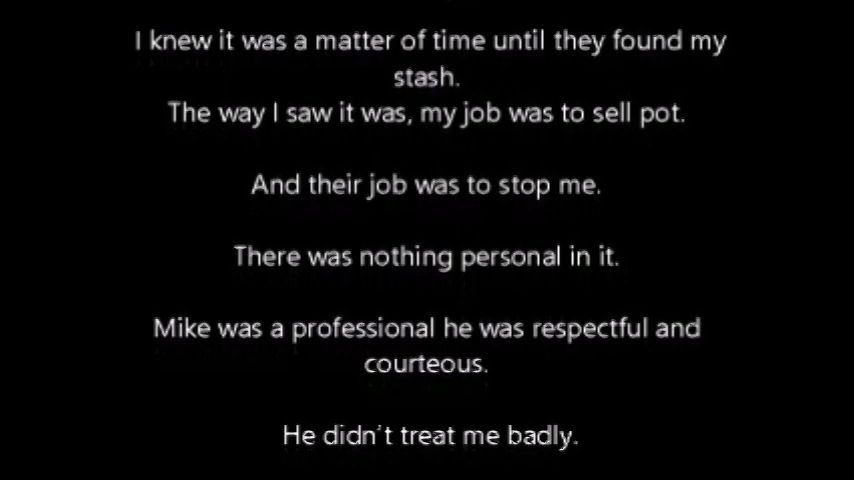 I knew it was a matter of time until they found my
stash.
The way I saw it was, my job was to sell pot.
And their job was to stop me.
There was nothing personal in it.
Mike was a professional he was respectful and
courteous.
He didn't treat me badly.